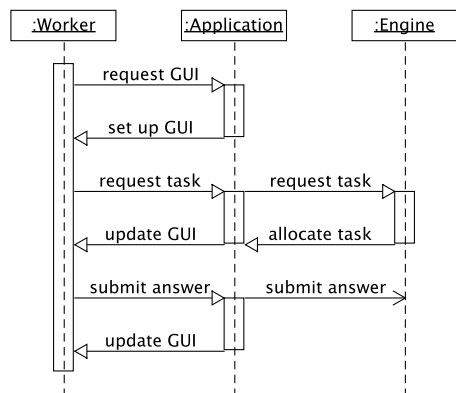 :Worker :Application :Engine
request GUI
set up GUI
request task request task
update GUI allocate task
submit answer submit answer
update GUI